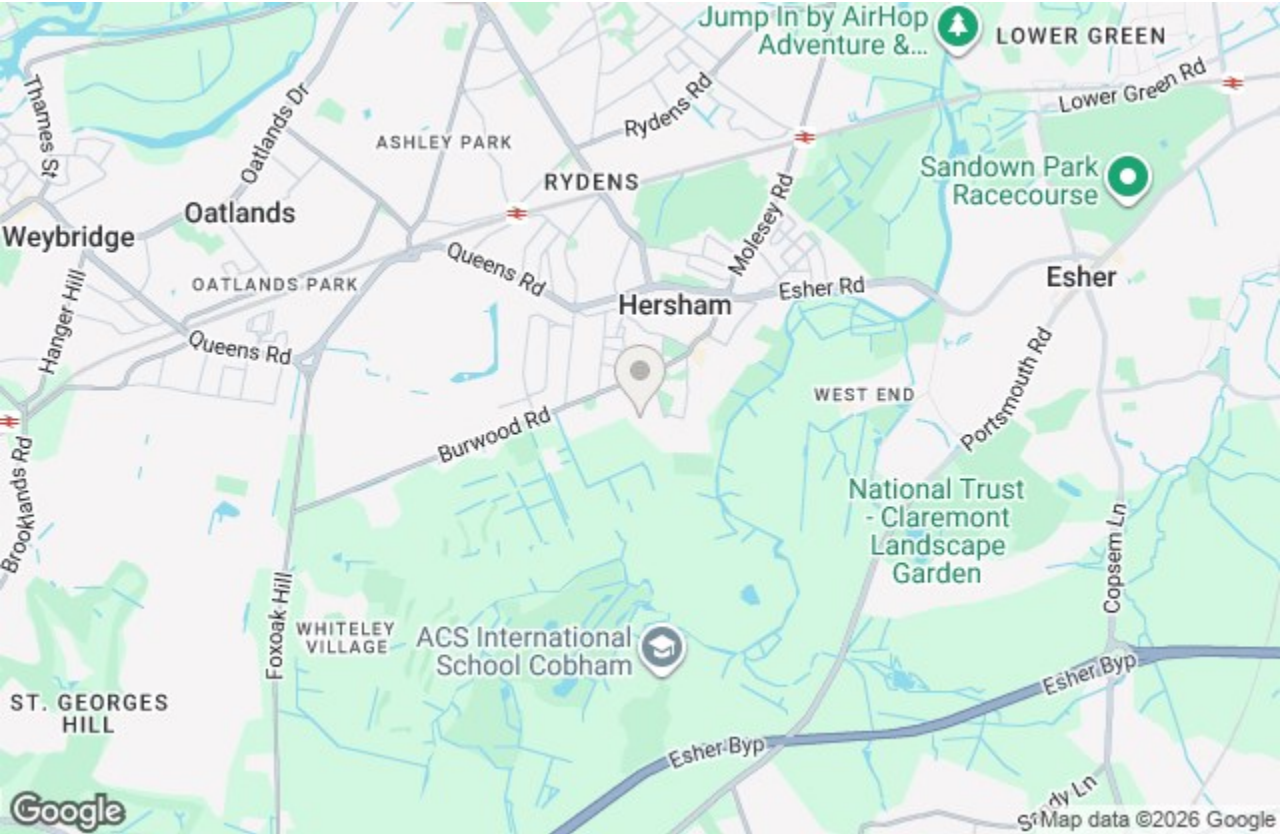 Jump In by AirHop
Adventure &...
LOWER GREEN
Lower Green Rd
Thames St
Oatlands Dr
Rydens Rd
ASHLEY PARK
RYDENS
Sandown Park
Racecourse
Oatlands
Weybridge
Molesey Rd
Queens Rd
Esher
OATLANDS PARK
Hersham
Esher Rd
Hanger Hill
Queens Rd
WEST END
Portsmouth Rd
Burwood Rd
Brooklands Rd
National Trust
- Claremont
Landscape
Garden
Copsem Ln
Foxoak Hill
WHITELEY
VILLAGE
ACS International
School Cobham
Esher Byp
ST. GEORGES
HILL
Esher Byp
Sandy Ln
Google
Map data ©2026 Google